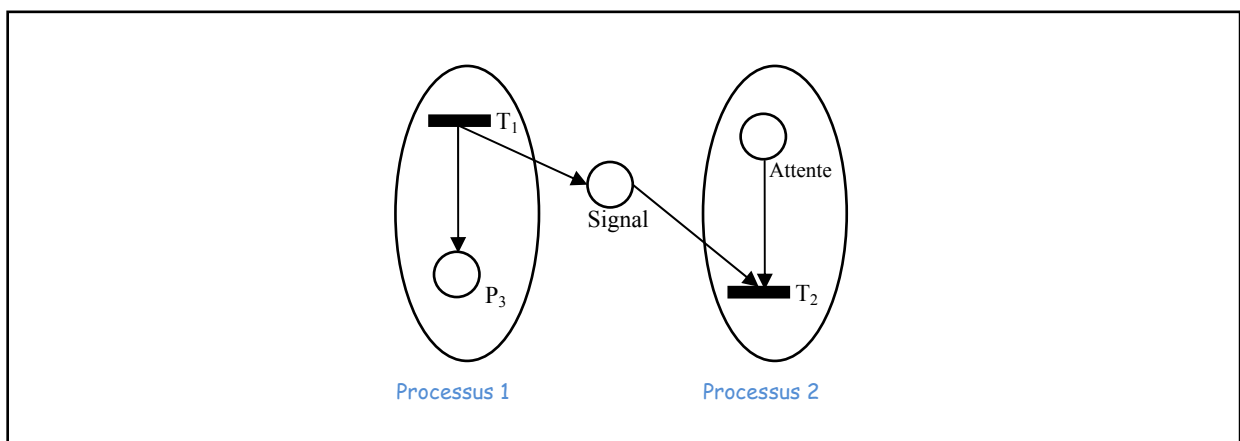 T₁
Attente
Signal
P₃
T₂
Processus 1
Processus 2